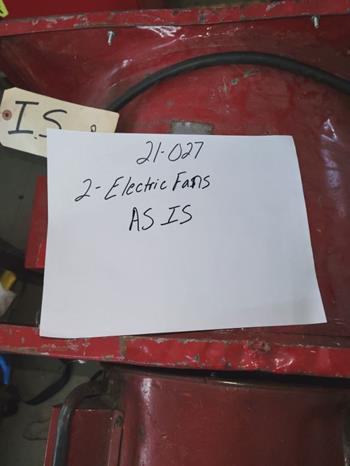 I.S.
21-027
2- Electric Fans
AS IS